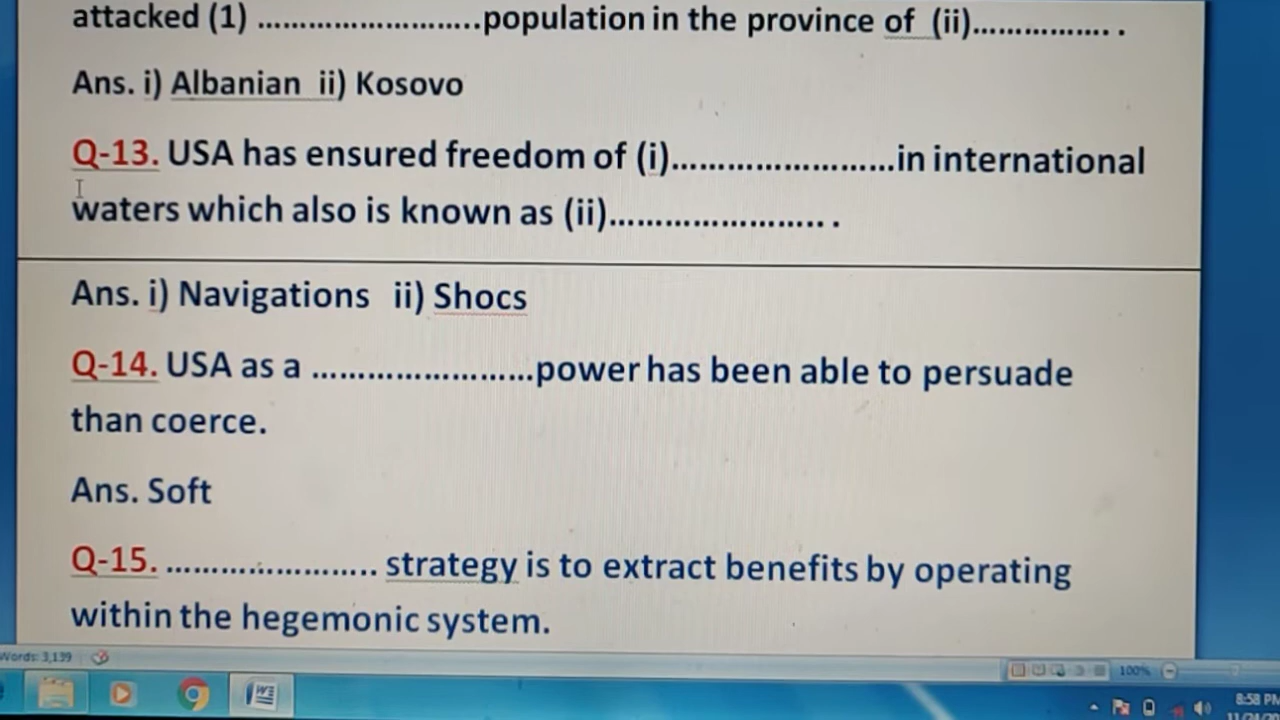 attacked (1) ..........................population in the province of (ii)................ .
Ans. i) Albanian ii) Kosovo
Q-13. USA has ensured freedom of (i)........................in international
waters which also is known as (ii)....................... .
Ans. i) Navigations ii) Shocs
Q-14. USA as a ........................power has been able to persuade
than coerce.
Ans. Soft
Q-15. ....................... strategy is to extract benefits by operating
within the hegemonic system.
Words: 3,139
100%
8:58 PM